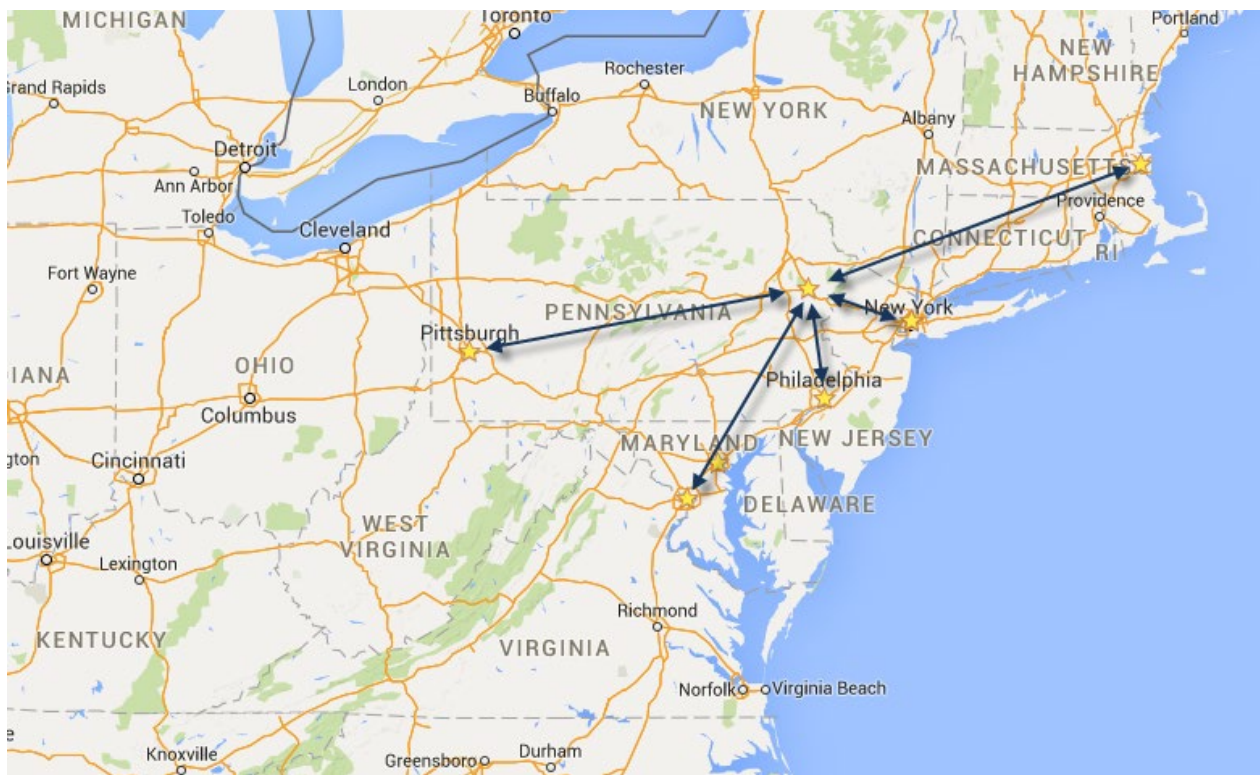 MICHIGAN
Toronto
Portland
NEW
HAMPSHIRE
Rochester
London
Grand Rapids
Buffalo
NEW YORK
Albany
Detroit
Ann Arbor
MASSACHUSETTS
Toledo
Providence
Cleveland
CONNECTICUT
RI
Fort Wayne
PENNSYLVANIA
New York
Pittsburgh
OHIO
DIANA
Philadelphia
Columbus
MARYLAND
NEW JERSEY
gton
Cincinnati
DELAWARE
WEST
VIRGINIA
Louisville
Lexington
Richmond
KENTUCKY
VIRGINIA
Norfolk
Virginia Beach
Knoxville
Greensboro
Durham